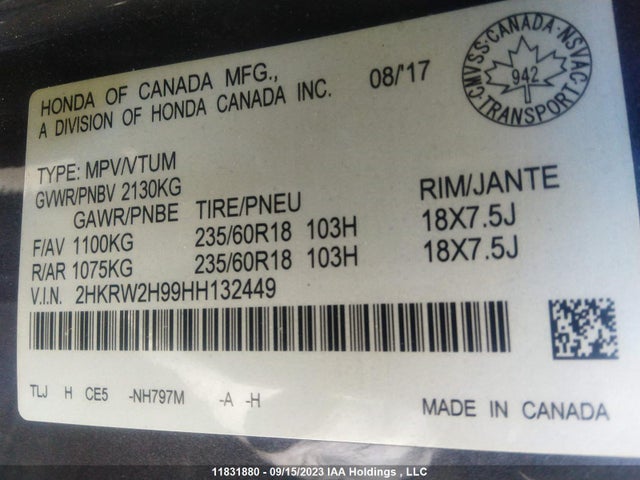 HONDA OF CANADA MFG., 08/'17
A DIVISION OF HONDA CANADA INC.
CMVSS·CANADA·NSVAC·TRANSPORT·
942
TYPE: MPV/VTUM
GVWR/PNBV 2130KG
GAWR/PNBE TIRE/PNEU RIM/JANTE
F/AV 1100KG 235/60R18 103H 18X7.5J
R/AR 1075KG 235/60R18 103H 18X7.5J
V.I.N. 2HKRW2H99HH132449
TLJ H CE5 -NH797M -A -H
MADE IN CANADA
11831880 - 09/15/2023 IAA Holdings , LLC